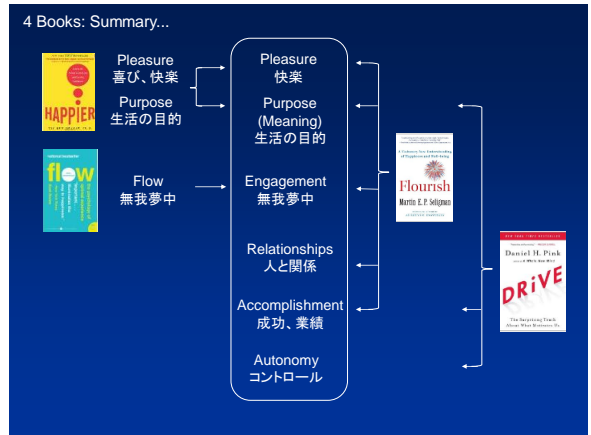 4 Books: Summary...
Pleasure
喜び、快楽
Purpose
生活の目的
HAPPIER
flow
Flow
無我夢中
Pleasure
快楽
Purpose
(Meaning)
生活の目的
Engagement
無我夢中
Relationships
人と関係
Accomplishment
成功、業績
Autonomy
コントロール
Flourish
Martin E. P. Seligman
Daniel H. Pink
DRiVE
The Surprising Truth
About What Motivates Us